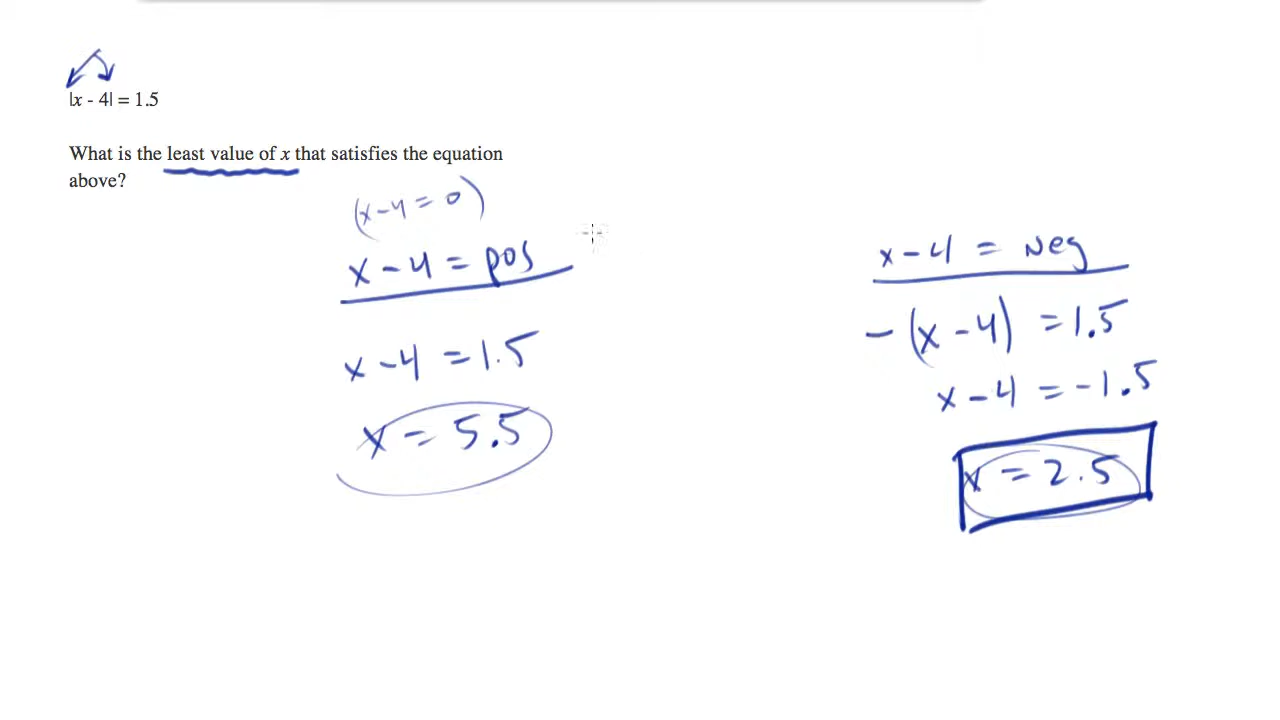 |x - 4| = 1.5
What is the least value of x that satisfies the equation
above?
(x-4=0)
x-4 = pos
x-4 = 1.5
x = 5.5
x-4 = Neg
-(x-4) = 1.5
x-4 = -1.5
x = 2.5